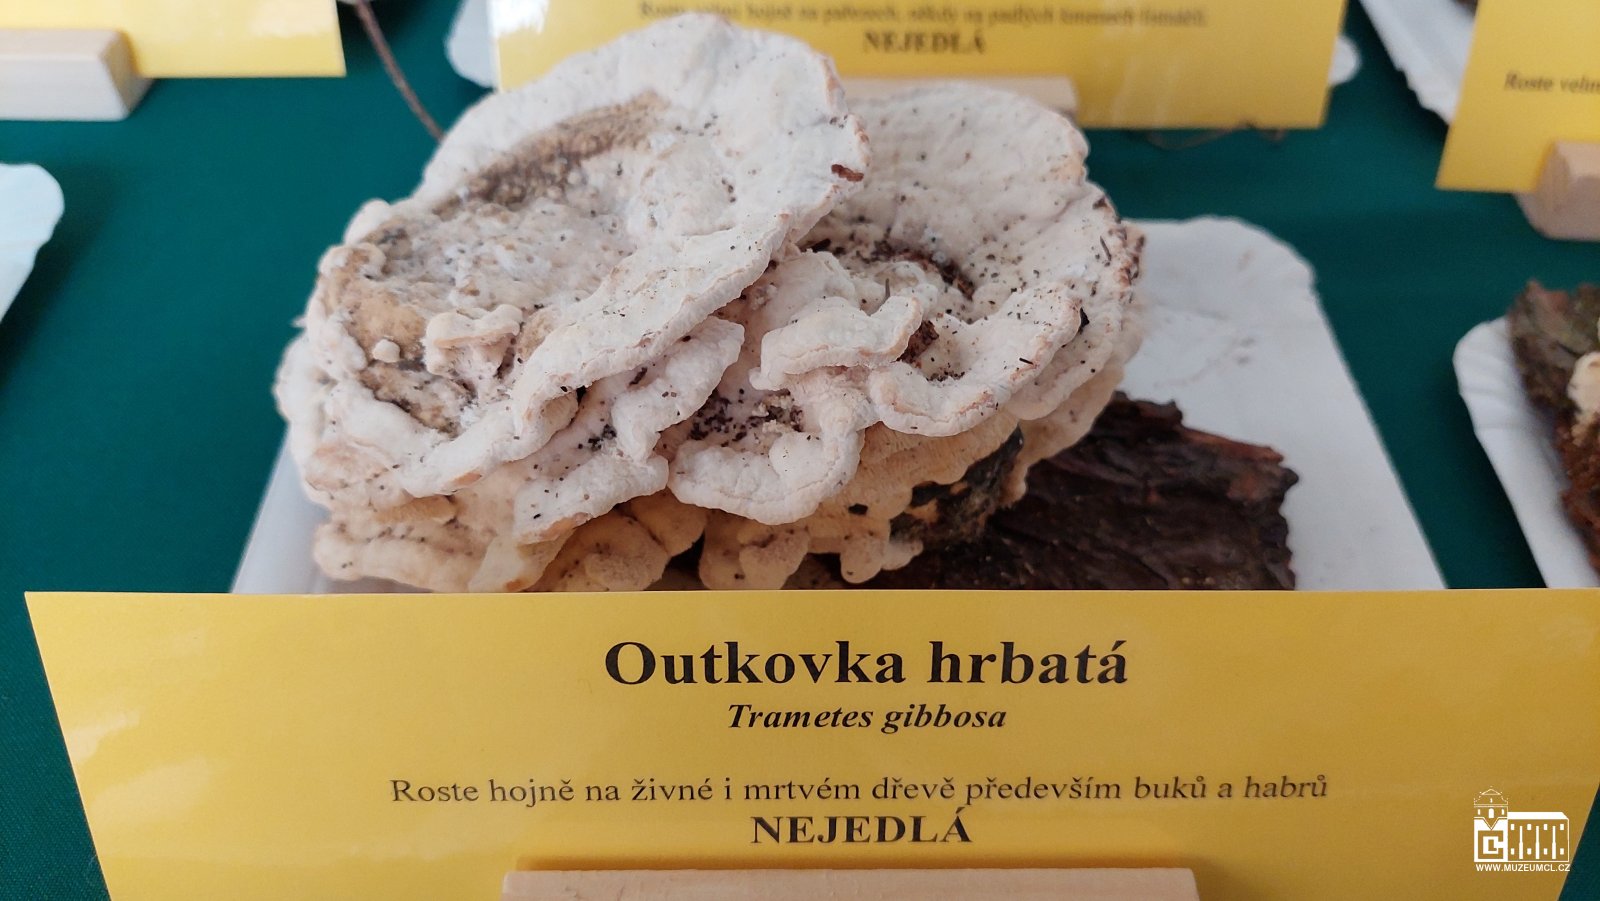 NEJEDLÁ
Roste
Outkovka hrbatá
Trametes gibbosa
Roste hojně na živné i mrtvém dřevě především buků a habrů
NEJEDLÁ
WWW.MUZEUMCL.CZ